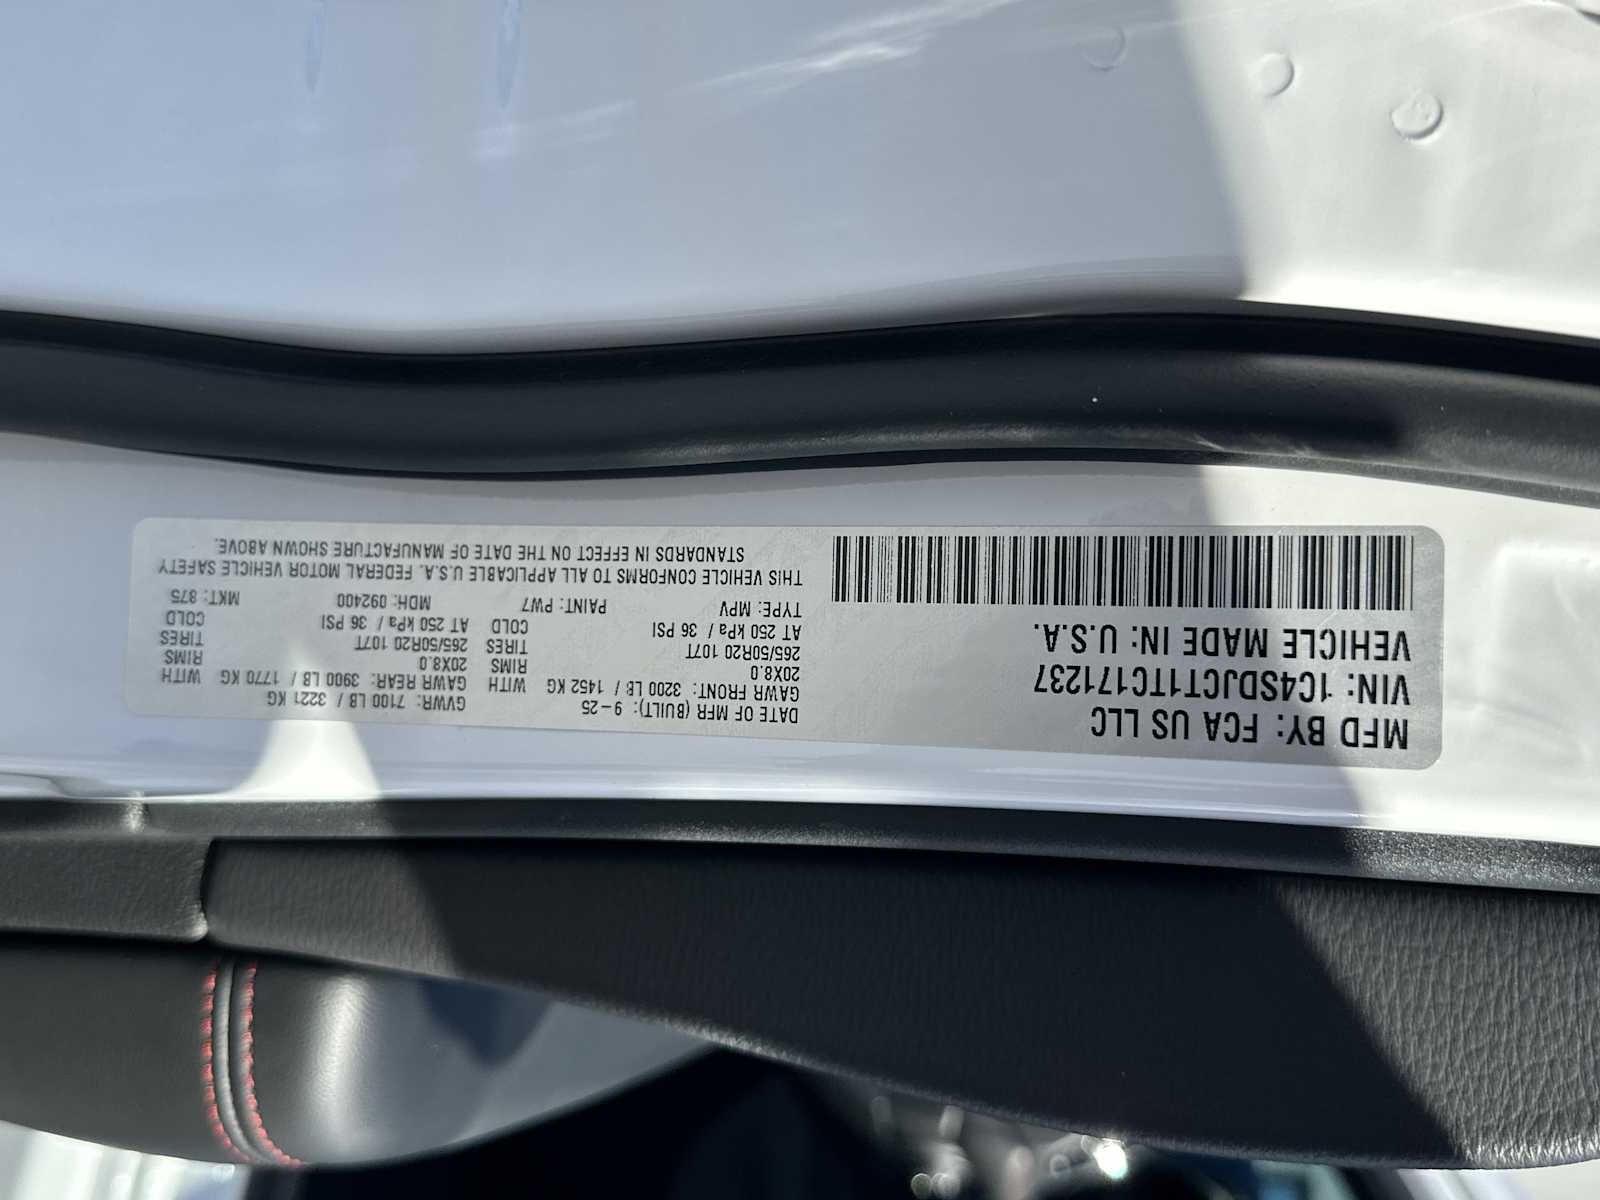 MFD BY: FCA US LLC
VIN: 1C4SDJCT1TC171237
VEHICLE MADE IN: U.S.A.
DATE OF MFR (BUILT): 9-25 GVWR: 7100 LB / 3221 KG
GAWR FRONT: 3200 LB / 1452 KG WITH GAWR REAR: 3900 LB / 1770 KG WITH
20X8.0 RIMS 20X8.0 RIMS
265/50R20 107T TIRES 265/50R20 107T TIRES
AT 250 kPa / 36 PSI COLD AT 250 kPa / 36 PSI COLD
TYPE: MPV PAINT: PW7 MDH: 092400 MKT: 875
THIS VEHICLE CONFORMS TO ALL APPLICABLE U.S.A. FEDERAL MOTOR VEHICLE SAFETY
STANDARDS IN EFFECT ON THE DATE OF MANUFACTURE SHOWN ABOVE.